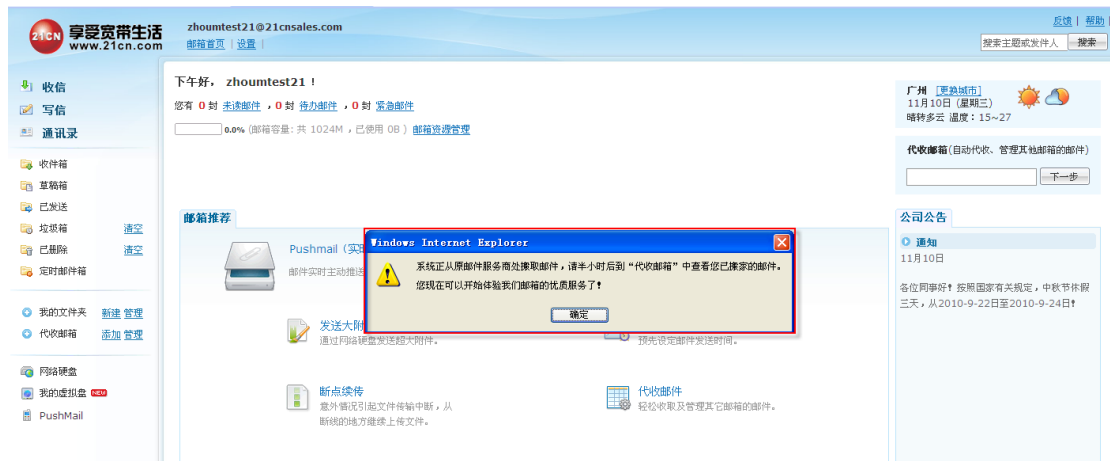 21CN 享受宽带生活
www.21cn.com
zhoumtest21@21cnsales.com
邮箱首页 | 设置 |
反馈 | 帮助
搜索主题或发件人 搜索
收信
写信
通讯录
收件箱
草稿箱
已发送
垃圾箱 清空
已删除 清空
定时邮件箱
我的文件夹 新建 管理
代收邮箱 添加 管理
网络硬盘
我的虚拟盘 NEW
PushMail
下午好， zhoumtest21！
您有 0 封 未读邮件 ，0 封 待办邮件 ，0 封 紧急邮件
0.0% (邮箱容量: 共 1024M ，已使用 0B ) 邮箱资源管理
邮箱推荐
Pushmail（实时
邮件实时主动推送
发送大附
通过网络硬盘发送超大附件。
预先设定邮件发送时间。
断点续传
意外情况引起文件传输中断，从
断线的地方继续上传文件。
代收邮件
轻松收取及管理其它邮箱的邮件。
Windows Internet Explorer
系统正从原邮件服务商处搬取邮件，请半小时后到“代收邮箱”中查看您已搬家的邮件。
您现在可以开始体验我们邮箱的优质服务了！
确定
广州 [更换城市]
11月10日 (星期三)
晴转多云 温度：15~27
代收邮箱(自动代收、管理其他邮箱的邮件)
下一步
公司公告
通知
11月10日
各位同事好！按照国家有关规定，中秋节休假
三天，从2010-9-22日至2010-9-24日！